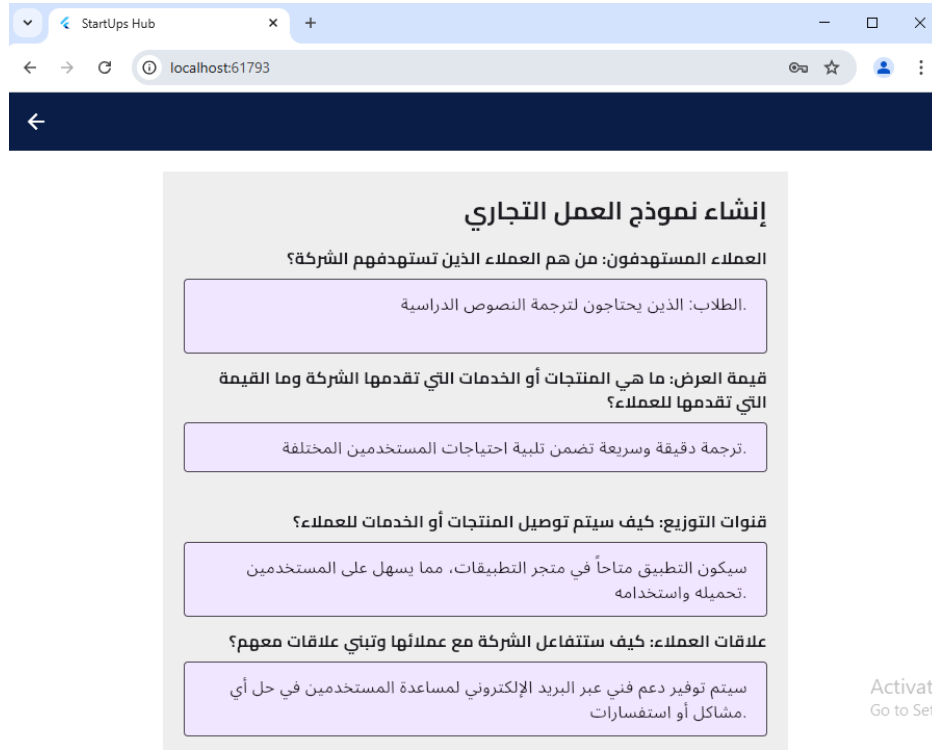 StartUps Hub
localhost:61793
إنشاء نموذج العمل التجاري
العملاء المستهدفون: من هم العملاء الذين تستهدفهم الشركة؟
.الطلاب: الذين يحتاجون لترجمة النصوص الدراسية
قيمة العرض: ما هي المنتجات أو الخدمات التي تقدمها الشركة وما القيمة
التي تقدمها للعملاء؟
.ترجمة دقيقة وسريعة تضمن تلبية احتياجات المستخدمين المختلفة
قنوات التوزيع: كيف سيتم توصيل المنتجات أو الخدمات للعملاء؟
سيكون التطبيق متاحاً في متجر التطبيقات، مما يسهل على المستخدمين
.تحميله واستخدامه
علاقات العملاء: كيف ستتفاعل الشركة مع عملائها وتبني علاقات معهم؟
سيتم توفير دعم فني عبر البريد الإلكتروني لمساعدة المستخدمين في حل أي
.مشاكل أو استفسارات
Activat
Go to Set